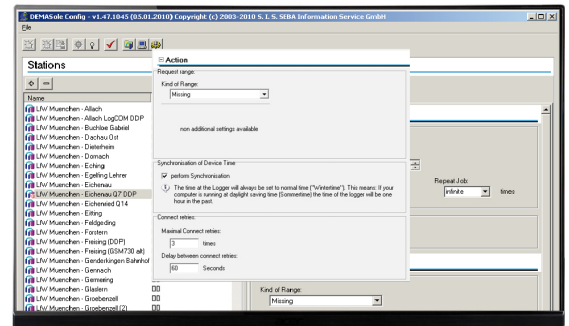 DEMASole Config - v1.47.1045 (05.01.2010) Copyright (c) 2003-2010 S. I. S. SEBA Information Service GmbH
File
Stations
Name
LfW Muenchen - Allach
LfW Muenchen - Allach LogCOM DDP
LfW Muenchen - Buchloe Gabriel
LfW Muenchen - Dachau Ost
LfW Muenchen - Dieterheim
LfW Muenchen - Dornach
LfW Muenchen - Eching
LfW Muenchen - Egelfing Lehrer
LfW Muenchen - Eichenau
LfW Muenchen - Eichenau Q7 DDP
LfW Muenchen - Eichenried Q14
LfW Muenchen - Eitting
LfW Muenchen - Feldgeding
LfW Muenchen - Forstern
LfW Muenchen - Freising (DDP)
LfW Muenchen - Freising (GSM730 alt)
LfW Muenchen - Genderkingen Bahnhof
LfW Muenchen - Gennach
LfW Muenchen - Germering
LfW Muenchen - Glaslern
LfW Muenchen - Groebenzell
LfW Muenchen - Groebenzell (2)
Action
Request range:
Kind of Range:
Missing
non additional settings available
Synchronisation of Device Time
perform Synchronisation
The time at the Logger will always be set to normal time ("Wintertime"). This means: If your
computer is running at daylight saving time (Sommertime) the time of the logger will be one
hour in the past.
Connect retries:
Maximal Connect retries:
3 times
Delay between connect retries:
60 Seconds
Repeat Job:
infinite times
Kind of Range:
Missing